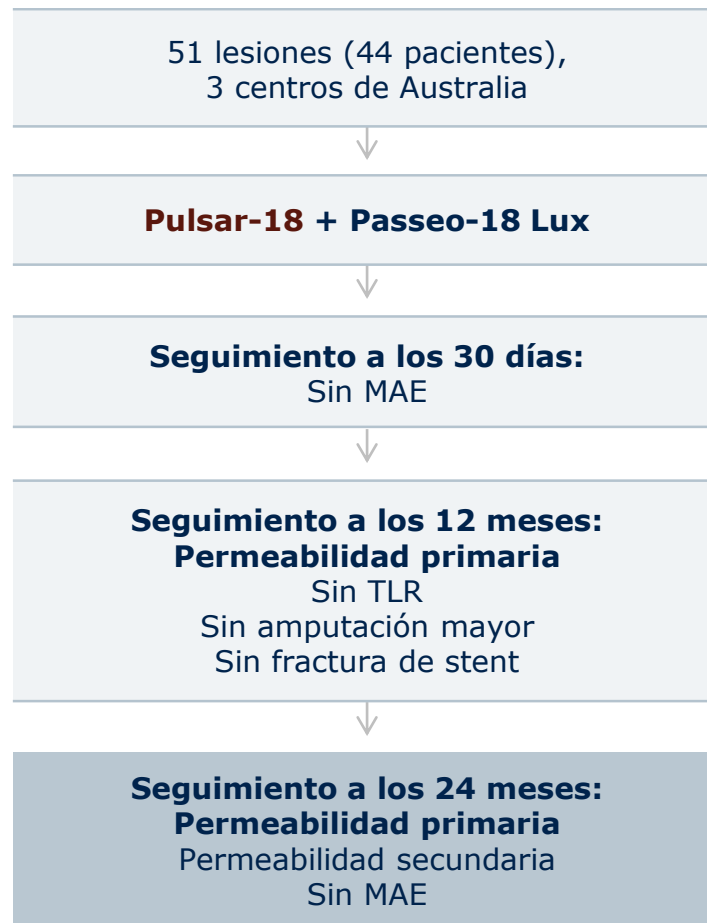 51 lesiones (44 pacientes),
3 centros de Australia
Pulsar-18 + Passeo-18 Lux
Seguimiento a los 30 días:
Sin MAE
Seguimiento a los 12 meses:
Permeabilidad primaria
Sin TLR
Sin amputación mayor
Sin fractura de stent
Seguimiento a los 24 meses:
Permeabilidad primaria
Permeabilidad secundaria
Sin MAE